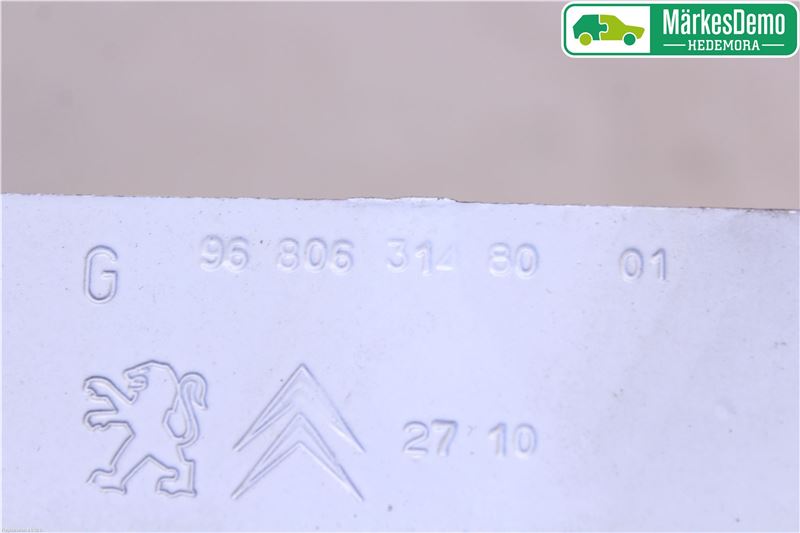 MärkesDemo
HEDEMORA
G 96 806 314 80 01
27 10